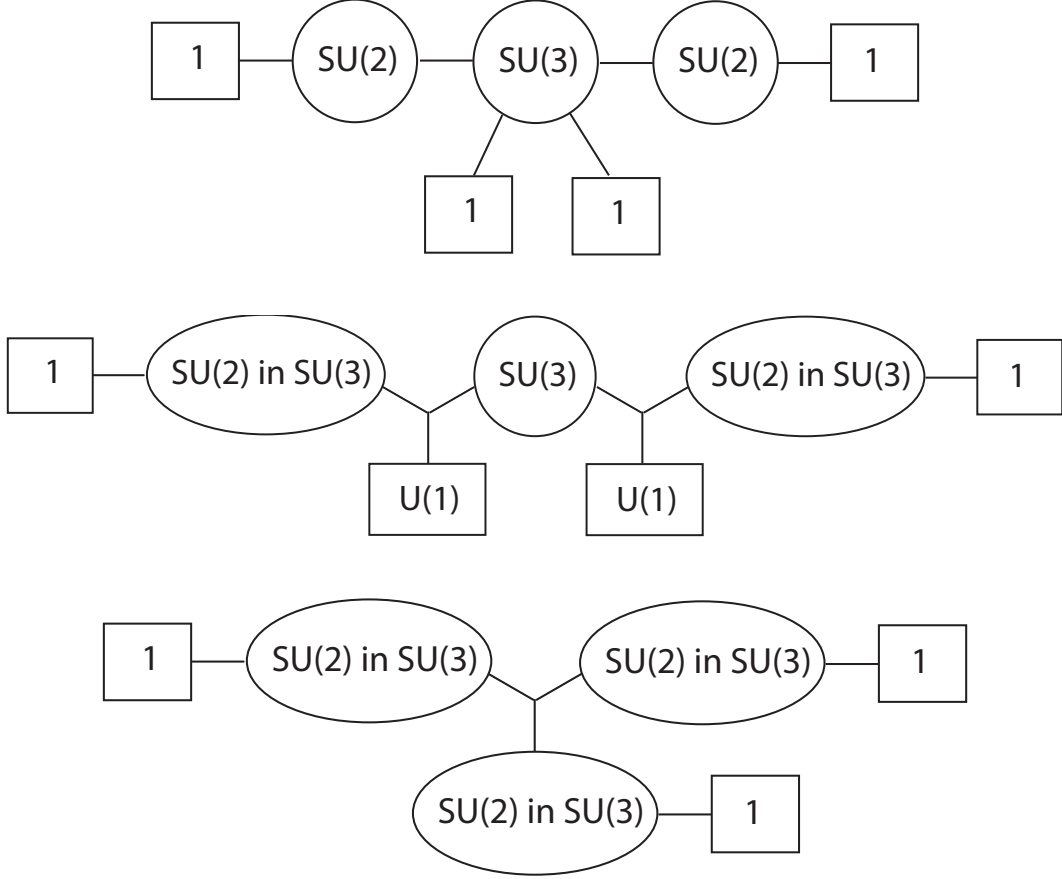 1 SU(2) SU(3) SU(2) 1
1 1
1 SU(2) in SU(3) SU(3) SU(2) in SU(3) 1
U(1) U(1)
1 SU(2) in SU(3) SU(2) in SU(3) 1
SU(2) in SU(3) 1